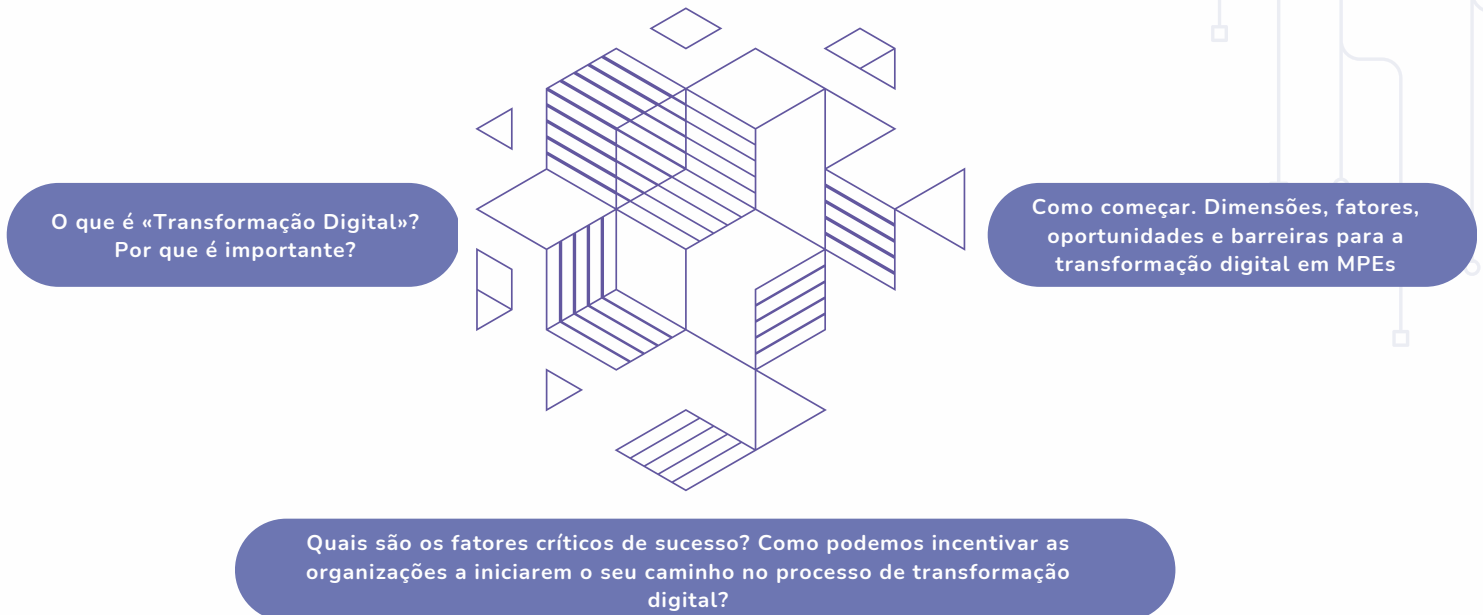 O que é «Transformação Digital»?
Por que é importante?
Como começar. Dimensões, fatores,
oportunidades e barreiras para a
transformação digital em MPEs
Quais são os fatores críticos de sucesso? Como podemos incentivar as
organizações a iniciarem o seu caminho no processo de transformação
digital?